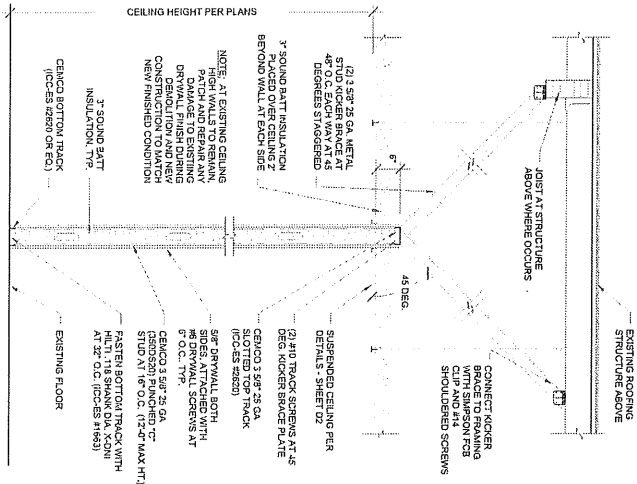 CEILING HEIGHT PER PLANS
EXISTING ROOFING
STRUCTURE ABOVE
JOIST AT STRUCTURE
ABOVE WHERE OCCURS
(2) 3 5/8" 25 GA. METAL
STUD KICKER BRACE AT
48" O.C. EACH WAY AT 45
DEGREES STAGGERED
3" SOUND BATT INSULATION
PLACED OVER CEILING 2'
BEYOND WALL AT EACH SIDE
NOTE: AT EXISTING CEILING
HIGH WALLS TO REMAIN,
PATCH AND REPAIR ANY
DAMAGE TO EXISTING
DRYWALL FINISH DURING
DEMOLITION AND NEW
CONSTRUCTION TO MATCH
NEW FINISHED CONDITION
3" SOUND BATT
INSULATION, TYP.
CEMCO BOTTOM TRACK
(ICC-ES #2620 OR EQ.)
6"
45 DEG.
CONNECT KICKER
BRACE TO FRAMING
WITH SIMPSON FCB
CLIP AND #14
SHOULDERED SCREWS
SUSPENDED CEILING PER
DETAILS - SHEET D2
(2) #10 TRACK SCREWS AT 45
DEG. KICKER BRACE PLATE
CEMCO 3 5/8" 25 GA
SLOTTED TOP TRACK
(ICC-ES #2620)
5/8" DRYWALL BOTH
SIDES, ATTACHED WITH
#6 DRYWALL SCREWS AT
6" O.C. TYP.
CEMCO 3 5/8" 25 GA
(350DS20) PUNCHED "C"
STUD AT 16" O.C. (12'-0" MAX HT.)
FASTEN BOTTOM TRACK WITH
HILTI .118 SHANK DIA. X-DNI
AT 32" O.C. (ICC-ES #1663)
EXISTING FLOOR